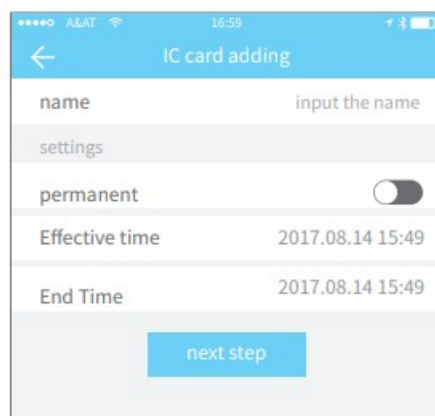 A&AT 16:59
IC card adding
name input the name
settings
permanent
Effective time 2017.08.14 15:49
End Time 2017.08.14 15:49
next step